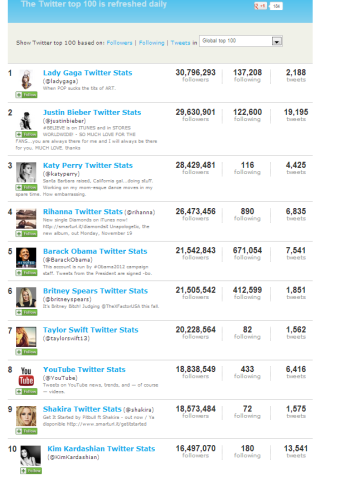 The Twitter top 100 is refreshed daily
Show Twitter top 100 based on: Followers | Following | Tweets in Global top 100
1 Lady Gaga Twitter Stats 30,796,293 137,208 2,188
(@ladygaga) followers following tweets
When POP sucks the tits of ART.
Follow
2 Justin Bieber Twitter Stats 29,630,901 122,600 19,195
(@justinbieber) followers following tweets
#BELIEVE is on ITUNES and in STORES
WORLDWIDE! - SO MUCH LOVE FOR THE
Follow
FANS...you are always there for me and I will always be there
for you. MUCH LOVE. thanks
3 Katy Perry Twitter Stats 28,429,481 116 4,425
(@katyperry) followers following tweets
Santa Barbara raised, California gal...doing stuff.
Working on my mom-esque dance moves in my
Follow
spare time. How embarrassing.
4 Rihanna Twitter Stats (@rihanna) 26,473,456 890 6,835
followers following tweets
New single Diamonds on iTunes now!
the new album, out Monday, November 19
Follow
5 Barack Obama Twitter Stats 21,542,843 671,054 7,541
(@BarackObama) followers following tweets
The account is run by #Obama2012 campaign
staff. Tweets from the President are signed -bo.
Follow
6 Britney Spears Twitter Stats 21,505,542 412,599 1,851
(@britneyspears) followers following tweets
It's Britney Bitch! Judging @TheXFactorUSA this fall.
Follow
7 Taylor Swift Twitter Stats 20,228,564 82 1,562
(@taylorswift13) followers following tweets
Follow
8 YouTube Twitter Stats 18,838,549 433 6,416
(@YouTube) followers following tweets
You Tube
Tweets on YouTube news, trends, and — of course
— videos.
Follow
9 Shakira Twitter Stats (@shakira) 18,573,484 72 1,575
followers following tweets
Get It Started by Pitbull ft Shakira - out now / Ya
disponible
Follow
10 Kim Kardashian Twitter Stats 16,497,070 180 13,541
(@KimKardashian) followers following tweets
Follow